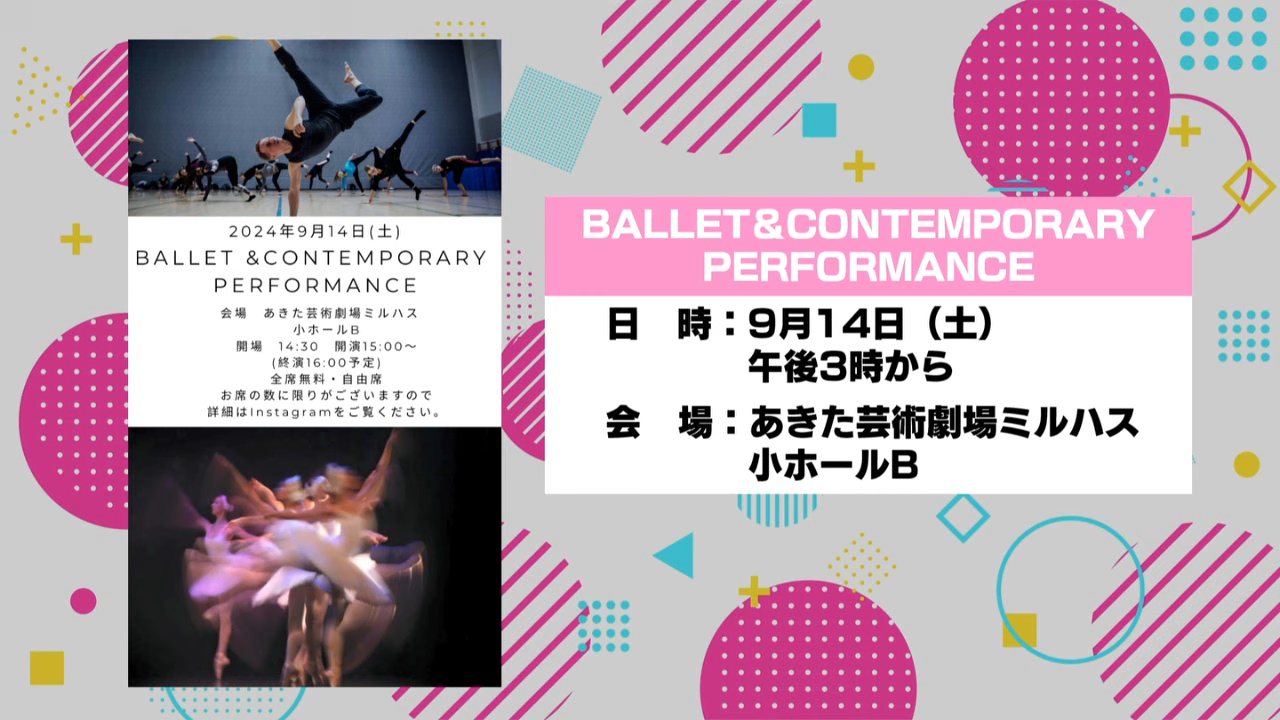 2024年9月14日(土)
BALLET &CONTEMPORARY
PERFORMANCE
会場　あきた芸術劇場ミルハス
小ホールB
開場　14:30　開演15:00〜
(終演16:00予定)
全席無料・自由席
お席の数に限りがございますので
詳細はInstagramをご覧ください。
BALLET&CONTEMPORARY
PERFORMANCE
日　時：9月14日（土）
午後3時から
会　場：あきた芸術劇場ミルハス
小ホールB